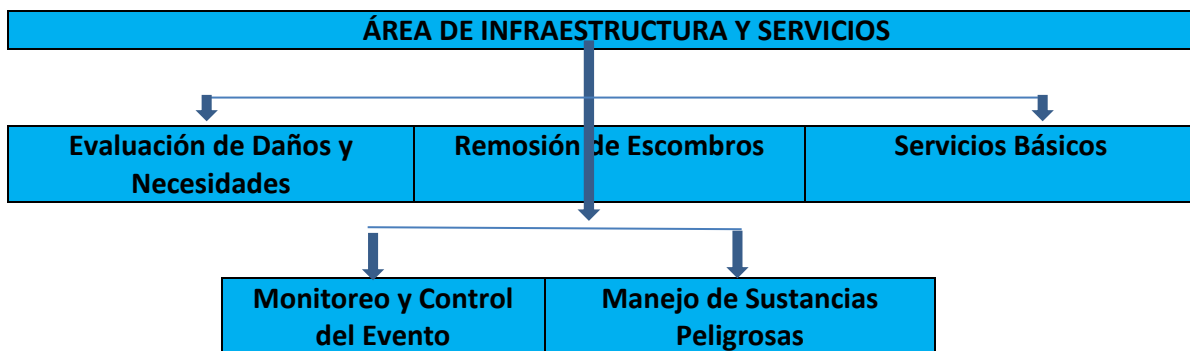 ÁREA DE INFRAESTRUCTURA Y SERVICIOS
Evaluación de Daños y
Necesidades
Remosión de Escombros
Servicios Básicos
Monitoreo y Control
del Evento
Manejo de Sustancias
Peligrosas